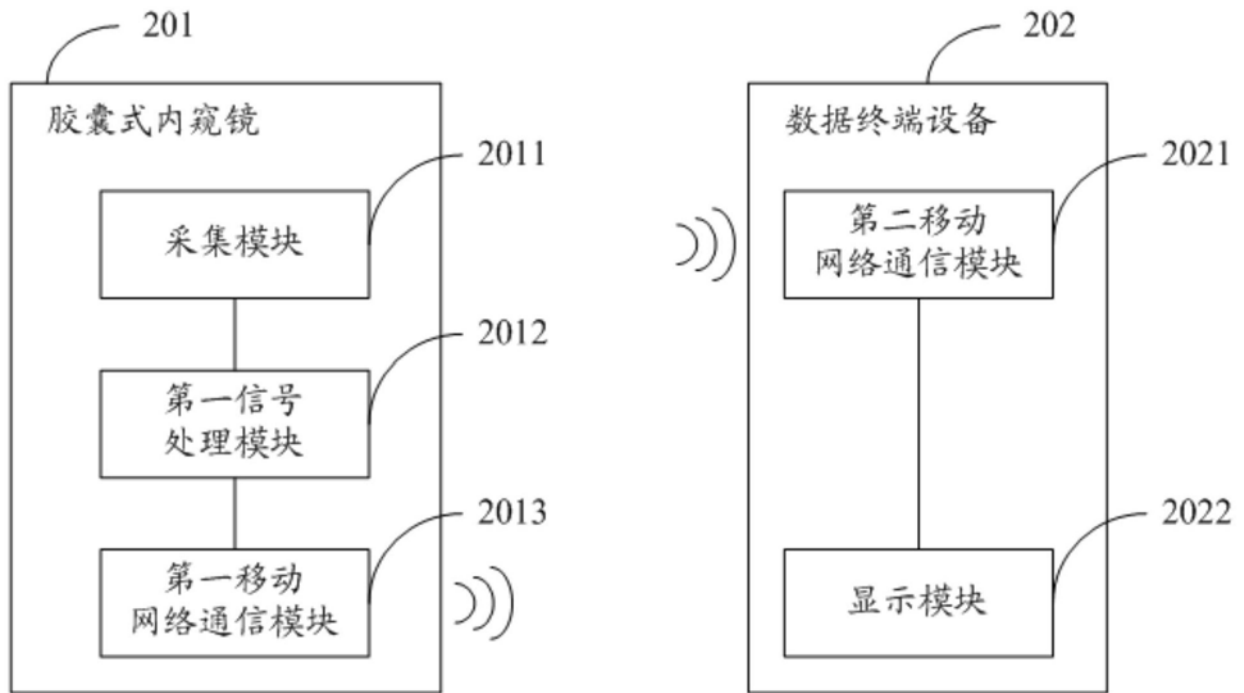 201
胶囊式内窥镜
2011
采集模块
2012
第一信号
处理模块
2013
第一移动
网络通信模块
202
数据终端设备
2021
第二移动
网络通信模块
2022
显示模块